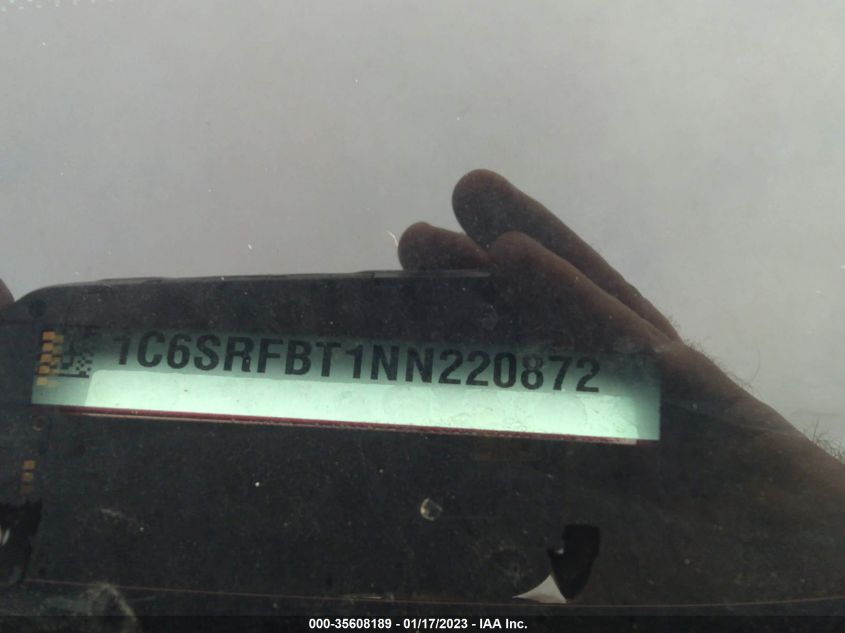 1C6SRFBT1NN220872
000-35608189 - 01/17/2023 - IAA Inc.